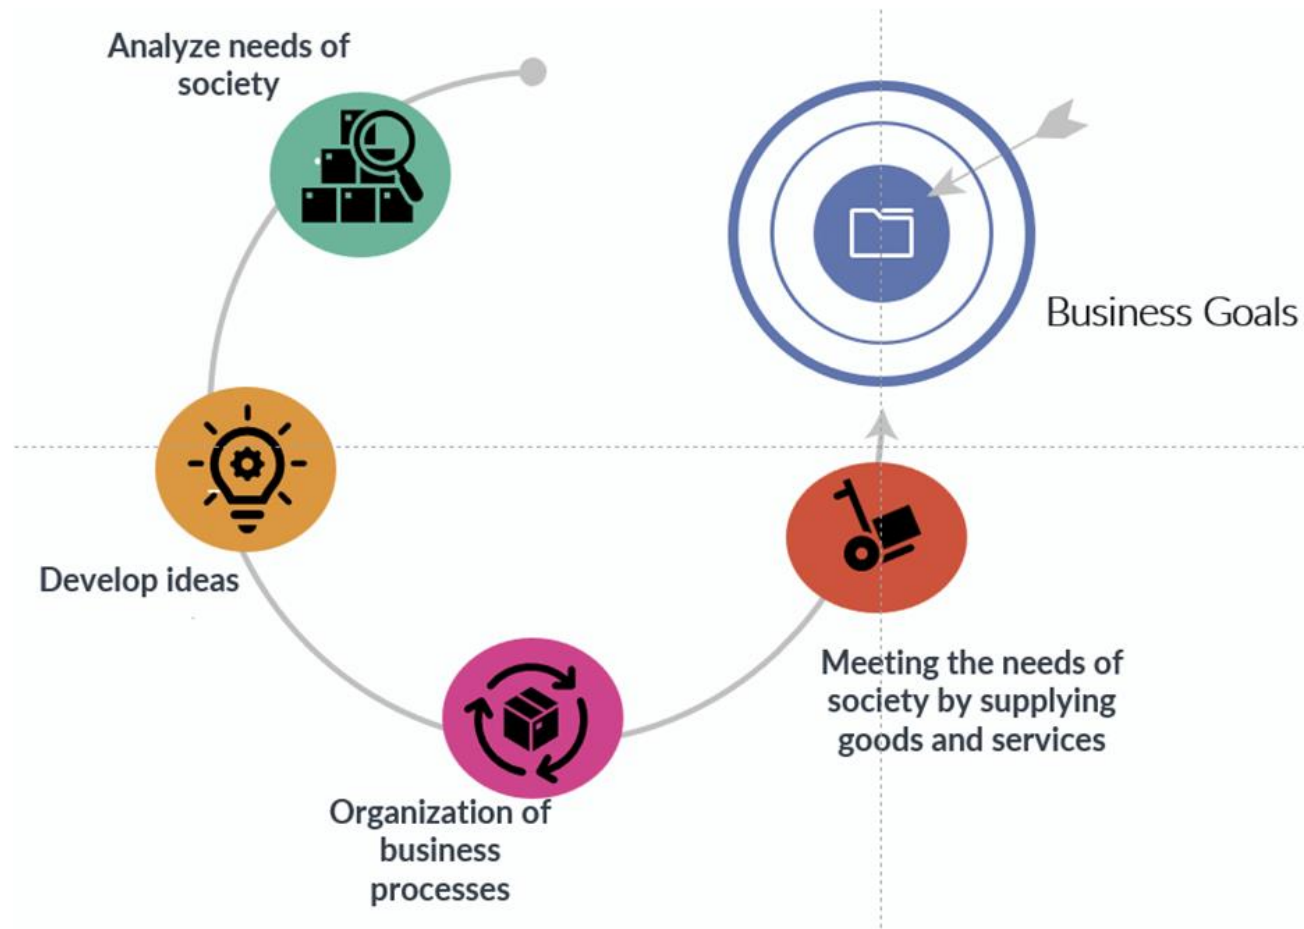 Analyze needs of
society
Business Goals
Develop ideas
Meeting the needs of
society by supplying
goods and services
Organization of
business
processes